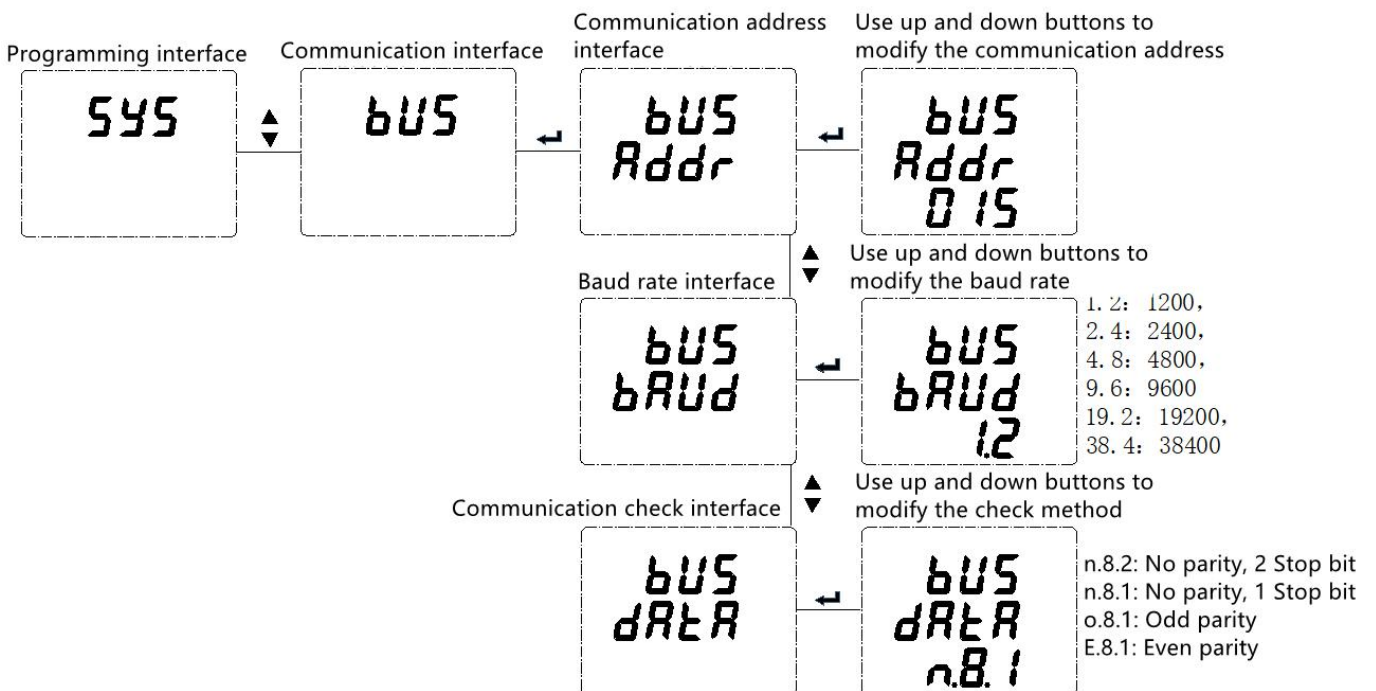 Programming interface
SYS
Communication interface
bUS
Communication address
interface
bUS
Addr
Use up and down buttons to
modify the communication address
bUS
Addr
015
Baud rate interface
bUS
bAUd
Use up and down buttons to
modify the baud rate
bUS
bAUd
1.2
1.2: 1200,
2.4: 2400,
4.8: 4800,
9.6: 9600
19.2: 19200,
38.4: 38400
Communication check interface
bUS
dAtA
Use up and down buttons to
modify the check method
bUS
dAtA
n.8.1
n.8.2: No parity, 2 Stop bit
n.8.1: No parity, 1 Stop bit
o.8.1: Odd parity
E.8.1: Even parity